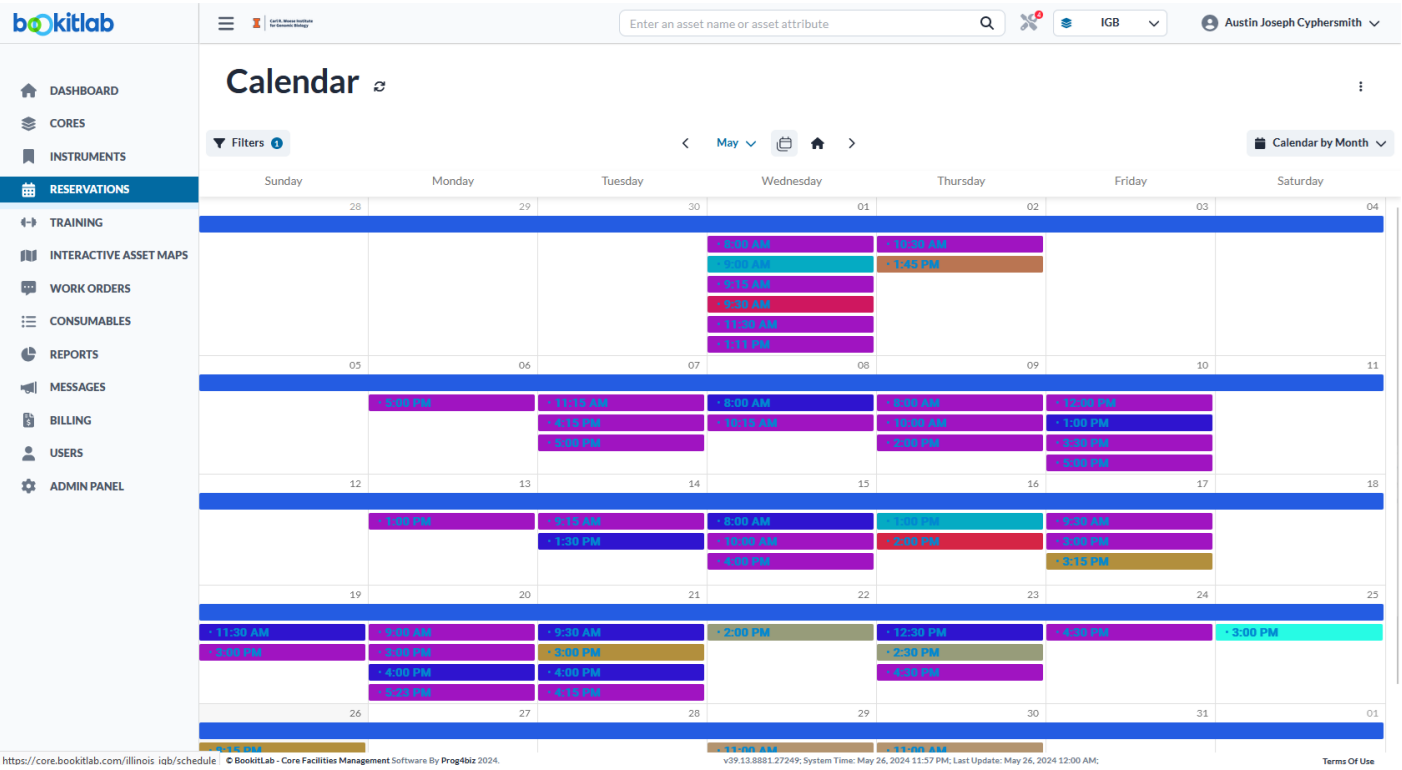 bookitlab
Carl R. Woese Institute
for Genomic Biology
Enter an asset name or asset attribute
4
IGB
Austin Joseph Cyphersmith
DASHBOARD
CORES
INSTRUMENTS
RESERVATIONS
TRAINING
INTERACTIVE ASSET MAPS
WORK ORDERS
CONSUMABLES
REPORTS
MESSAGES
BILLING
USERS
ADMIN PANEL
Calendar
Filters 1
May
Calendar by Month
Sunday Monday Tuesday Wednesday Thursday Friday Saturday
28 29 30 01 02 03 04
· 8:00 AM · 10:30 AM
· 9:00 AM · 1:45 PM
· 9:15 AM
· 9:30 AM
· 11:30 AM
· 1:11 PM
05 06 07 08 09 10 11
· 5:00 PM · 11:15 AM · 8:00 AM · 8:00 AM · 12:00 PM
· 4:15 PM · 10:15 AM · 10:00 AM · 1:00 PM
· 5:00 PM · 2:00 PM · 3:30 PM
· 5:00 PM
12 13 14 15 16 17 18
· 1:00 PM · 9:15 AM · 8:00 AM · 1:00 PM · 9:30 AM
· 1:30 PM · 10:00 AM · 2:00 PM · 3:00 PM
· 4:00 PM · 3:15 PM
19 20 21 22 23 24 25
· 11:30 AM · 9:00 AM · 9:30 AM · 2:00 PM · 12:30 PM · 4:30 PM · 3:00 PM
· 3:00 PM · 3:00 PM · 3:00 PM · 2:30 PM
· 4:00 PM · 4:00 PM · 4:30 PM
· 5:23 PM · 4:15 PM
26 27 28 29 30 31 01
· 8:15 PM · 11:00 AM · 11:00 AM
https://core.bookitlab.com/illinois_igb/schedule
© BookitLab - Core Facilities Management Software By Prog4biz 2024.
v39.13.8881.27249; System Time: May 26, 2024 11:57 PM; Last Update: May 26, 2024 12:00 AM;
Terms Of Use